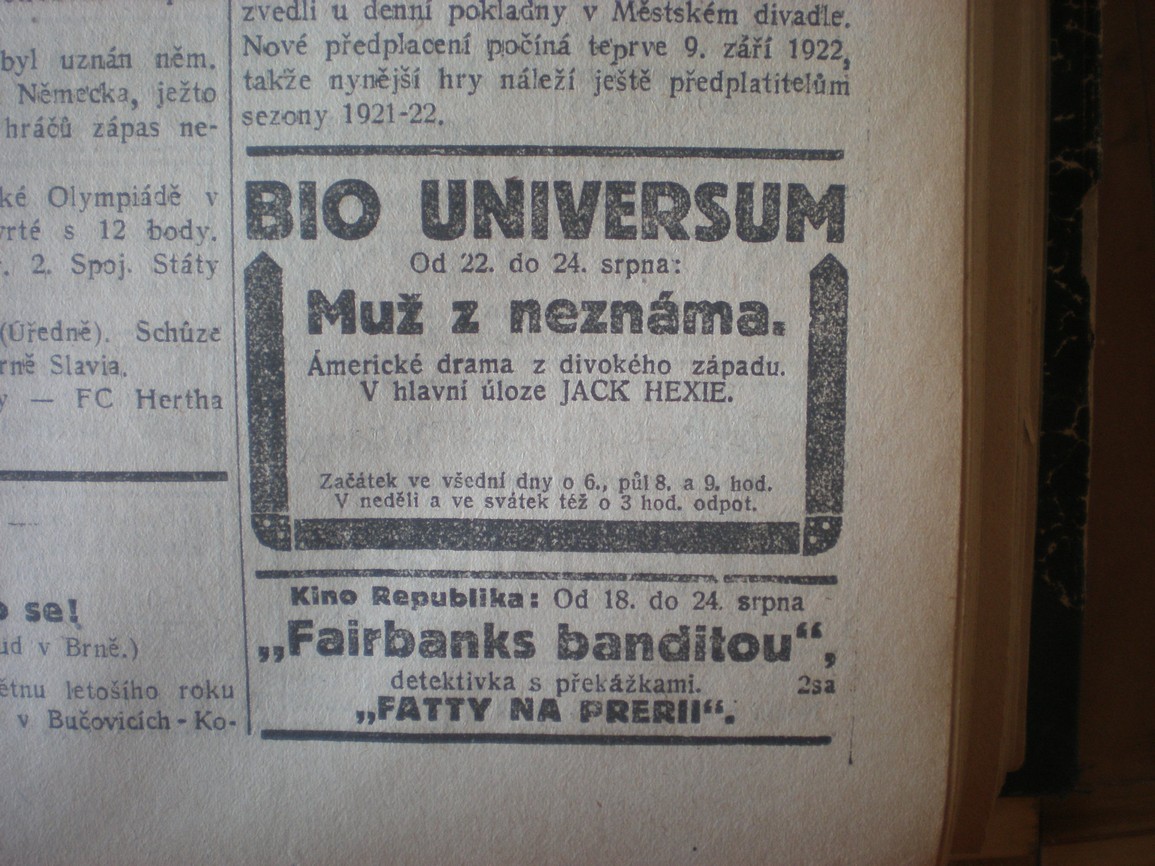 byl uznán něm.
Německa, ježto
hráčů zápas ne-
ké Olympiádě v
vrté s 12 body.
2. Spoj. Státy
(Úředně). Schůze
rně Slavia.
— FC Hertha
se!
ud v Brně.)
ětnu letošího roku
v Bučovicích - Ko-
zvedli u denní pokladny v Městském divadle.
Nové předplacení počíná teprve 9. září 1922,
takže nynější hry náleží ještě předplatitelům
sezony 1921-22.
BIO UNIVERSUM
Od 22. do 24. srpna:
Muž z neznáma.
Ámerické drama z divokého západu.
V hlavní úloze JACK HEXIE.
Začátek ve všední dny o 6., půl 8. a 9. hod.
V neděli a ve svátek též o 3 hod. odpot.
Kino Republika: Od 18. do 24. srpna
„Fairbanks banditou“,
detektivka s překážkami. 2sa
„FATTY NA PRERII“.